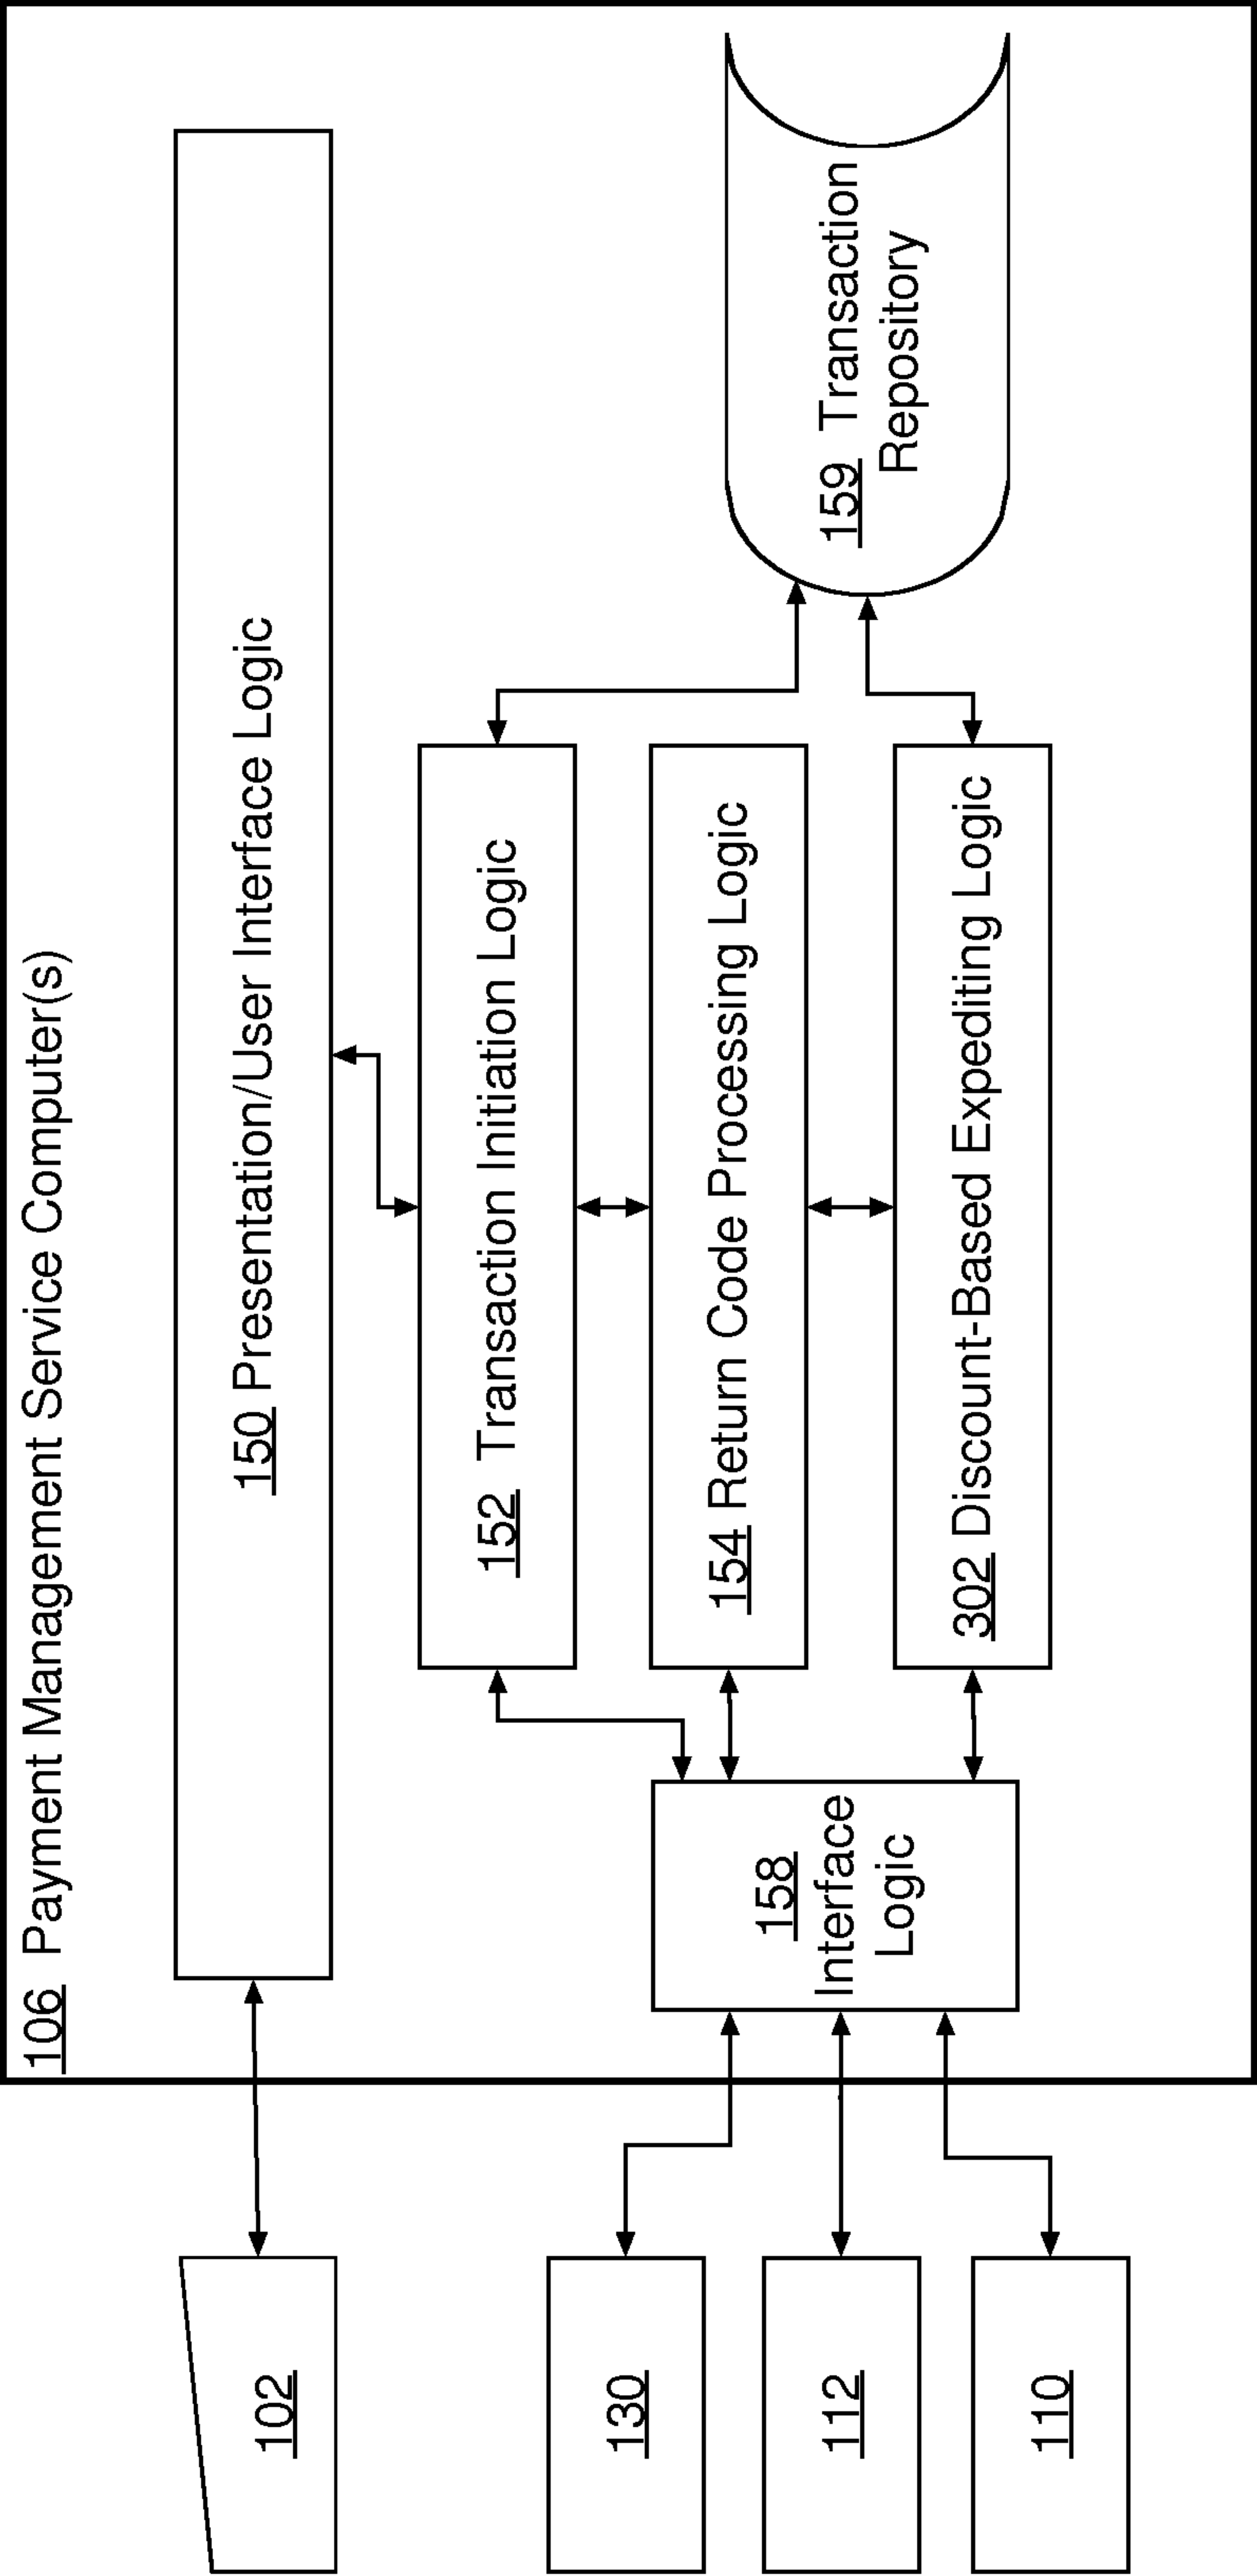 106 Payment Management Service Computer(s)
102
150 Presentation/User Interface Logic
152 Transaction Initiation Logic
130
158
Interface
Logic
154 Return Code Processing Logic
159 Transaction
Repository
112
302 Discount-Based Expediting Logic
110